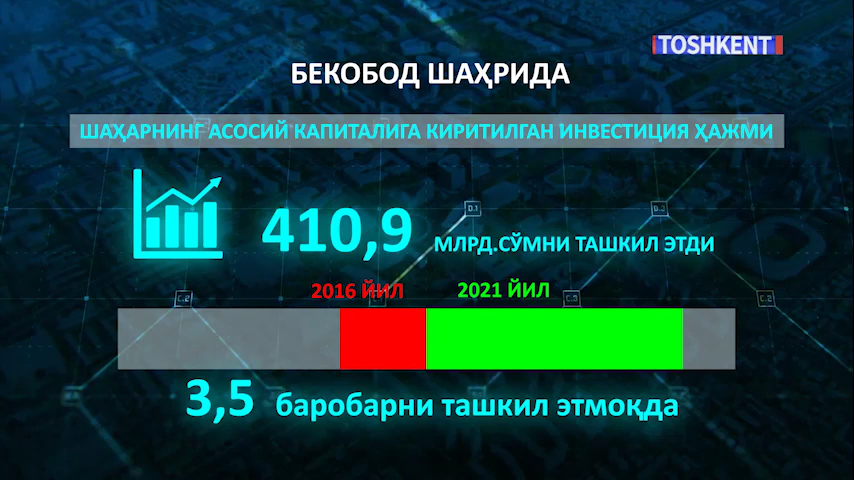 TOSHKENT
БЕКОБОД ШАҲРИДА
ШАҲАРНИНГ АСОСИЙ КАПИТАЛИГА КИРИТИЛГАН ИНВЕСТИЦИЯ ҲАЖМИ
410,9 МЛРД.СЎМНИ ТАШКИЛ ЭТДИ
2016 ЙИЛ 2021 ЙИЛ
3,5 баробарни ташкил этмоқда